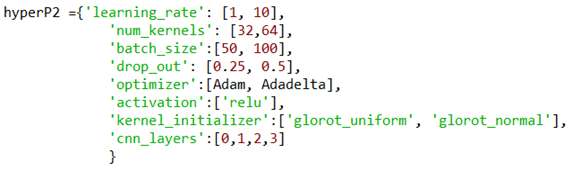 hyperP2 ={'learning_rate': [1, 10],
'num_kernels': [32,64],
'batch_size':[50, 100],
'drop_out': [0.25, 0.5],
'optimizer':[Adam, Adadelta],
'activation':['relu'],
'kernel_initializer':['glorot_uniform', 'glorot_normal'],
'cnn_layers':[0,1,2,3]
}